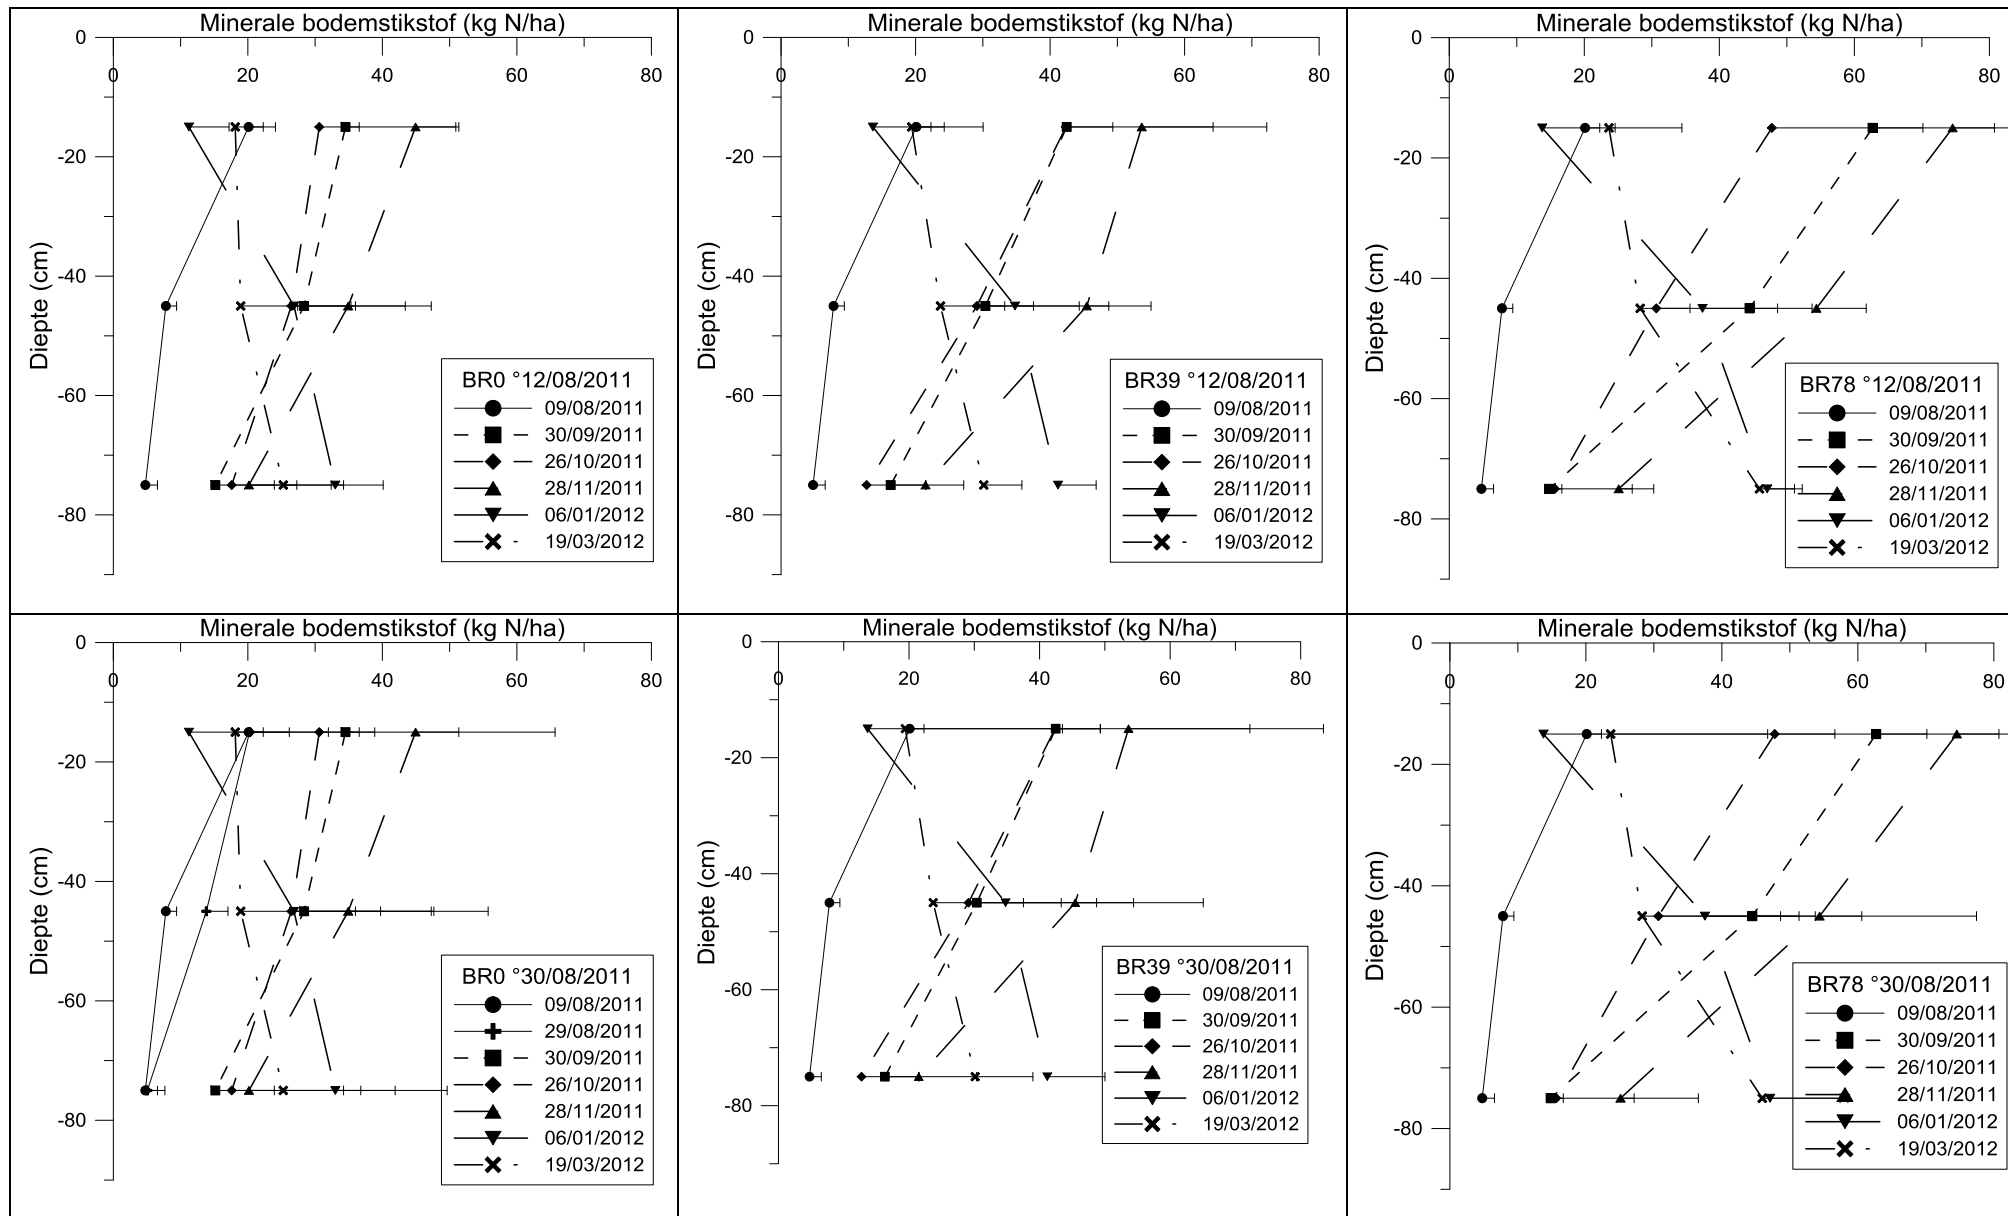 Minerale bodemstikstof (kg N/ha)
0
0 20 40 60 80
-20
-40
-60
-80
Diepte (cm)
BR0 °12/08/2011
09/08/2011
30/09/2011
26/10/2011
28/11/2011
06/01/2012
19/03/2012
Minerale bodemstikstof (kg N/ha)
0
0 20 40 60 80
-20
-40
-60
-80
Diepte (cm)
BR39 °12/08/2011
09/08/2011
30/09/2011
26/10/2011
28/11/2011
06/01/2012
19/03/2012
Minerale bodemstikstof (kg N/ha)
0
0 20 40 60 80
-20
-40
-60
-80
Diepte (cm)
BR78 °12/08/2011
09/08/2011
30/09/2011
26/10/2011
28/11/2011
06/01/2012
19/03/2012
Minerale bodemstikstof (kg N/ha)
0
0 20 40 60 80
-20
-40
-60
-80
Diepte (cm)
BR0 °30/08/2011
09/08/2011
29/08/2011
30/09/2011
26/10/2011
28/11/2011
06/01/2012
19/03/2012
Minerale bodemstikstof (kg N/ha)
0
0 20 40 60 80
-20
-40
-60
-80
Diepte (cm)
BR39 °30/08/2011
09/08/2011
30/09/2011
26/10/2011
28/11/2011
06/01/2012
19/03/2012
Minerale bodemstikstof (kg N/ha)
0
0 20 40 60 80
-20
-40
-60
-80
Diepte (cm)
BR78 °30/08/2011
09/08/2011
30/09/2011
26/10/2011
28/11/2011
06/01/2012
19/03/2012